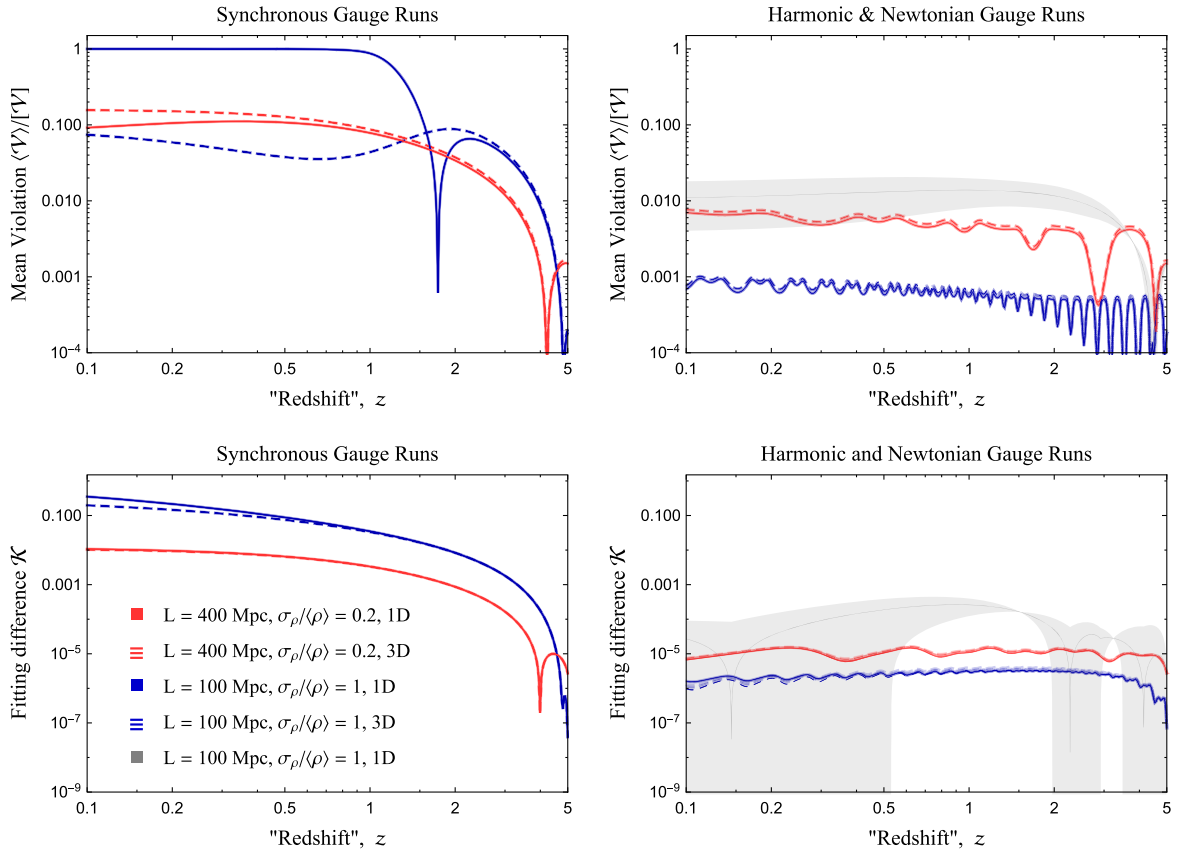 Synchronous Gauge Runs
Mean Violation ⟨𝒱⟩/[𝒱]
1
0.100
0.010
0.001
10⁻⁴
0.1
0.2
0.5
1
2
5
"Redshift", z
Harmonic & Newtonian Gauge Runs
Mean Violation ⟨𝒱⟩/[𝒱]
1
0.100
0.010
0.001
10⁻⁴
0.1
0.2
0.5
1
2
5
"Redshift", z
Synchronous Gauge Runs
Fitting difference 𝒦
0.100
0.001
10⁻⁵
10⁻⁷
10⁻⁹
L = 400 Mpc, σρ/⟨ρ⟩ = 0.2, 1D
L = 400 Mpc, σρ/⟨ρ⟩ = 0.2, 3D
L = 100 Mpc, σρ/⟨ρ⟩ = 1, 1D
L = 100 Mpc, σρ/⟨ρ⟩ = 1, 3D
L = 100 Mpc, σρ/⟨ρ⟩ = 1, 1D
0.1
0.2
0.5
1
2
5
"Redshift", z
Harmonic and Newtonian Gauge Runs
Fitting difference 𝒦
0.100
0.001
10⁻⁵
10⁻⁷
10⁻⁹
0.1
0.2
0.5
1
2
5
"Redshift", z